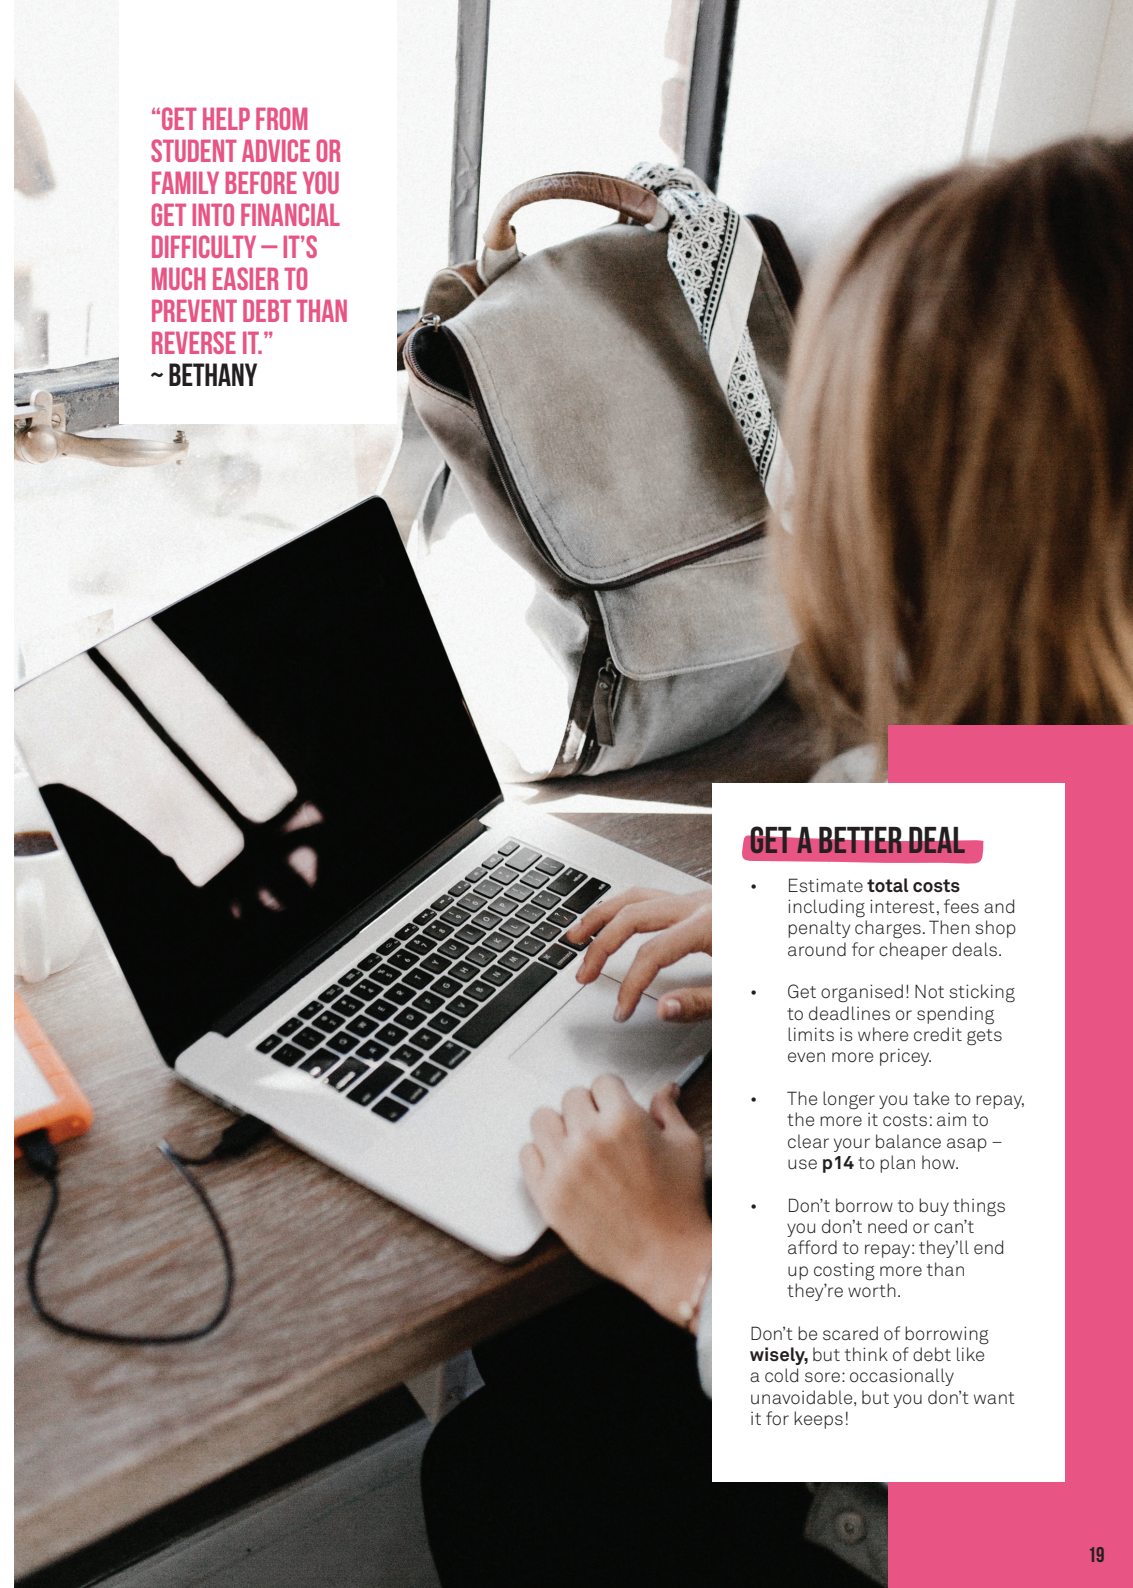 “GET HELP FROM
STUDENT ADVICE OR
FAMILY BEFORE YOU
GET INTO FINANCIAL
DIFFICULTY – IT’S
MUCH EASIER TO
PREVENT DEBT THAN
REVERSE IT.”
~ BETHANY
GET A BETTER DEAL
• Estimate total costs
including interest, fees and
penalty charges. Then shop
around for cheaper deals.
• Get organised! Not sticking
to deadlines or spending
limits is where credit gets
even more pricey.
• The longer you take to repay,
the more it costs: aim to
clear your balance asap –
use p14 to plan how.
• Don’t borrow to buy things
you don’t need or can’t
afford to repay: they’ll end
up costing more than
they’re worth.
Don’t be scared of borrowing
wisely, but think of debt like
a cold sore: occasionally
unavoidable, but you don’t want
it for keeps!
19